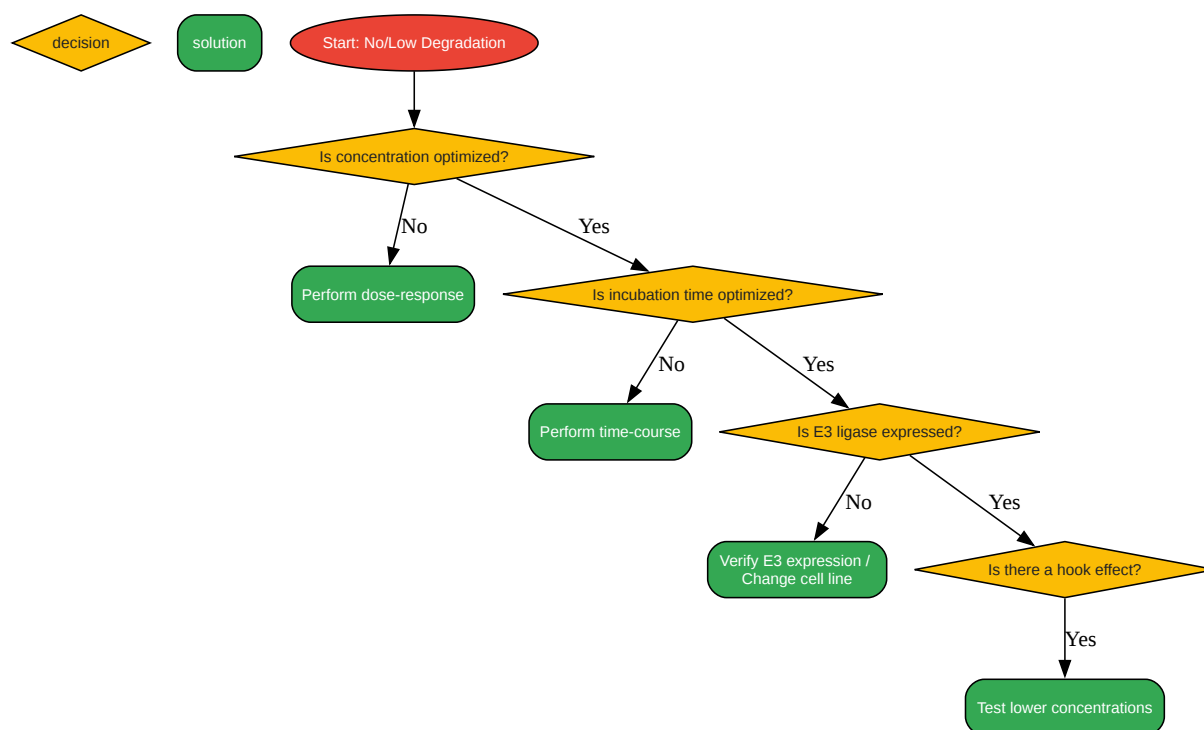 decision
solution
Start: No/Low Degradation
Is concentration optimized?
No
Yes
Perform dose-response
Is incubation time optimized?
No
Yes
Perform time-course
Is E3 ligase expressed?
No
Yes
Verify E3 expression /
Change cell line
Is there a hook effect?
Yes
Test lower concentrations